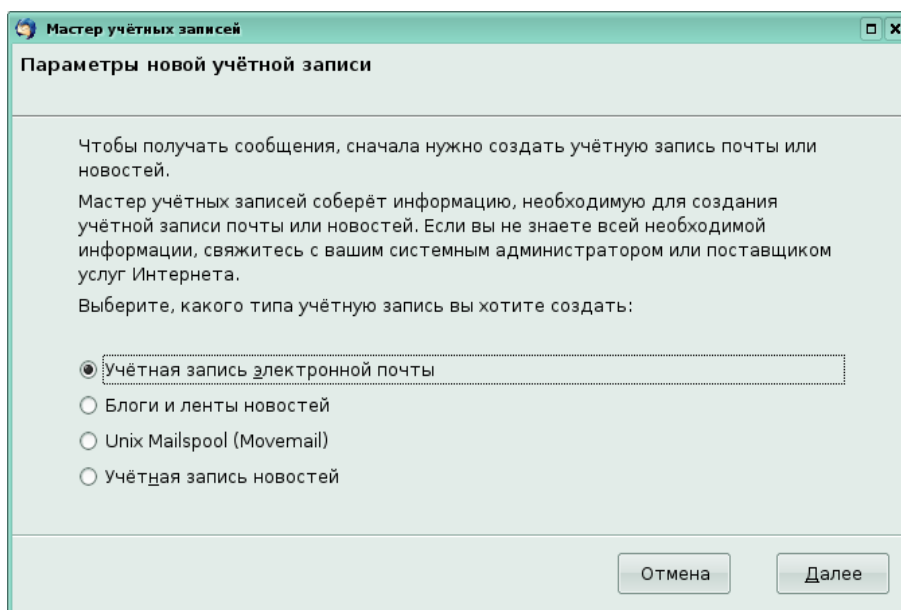 Мастер учётных записей
Параметры новой учётной записи
Чтобы получать сообщения, сначала нужно создать учётную запись почты или
новостей.
Мастер учётных записей соберёт информацию, необходимую для создания
учётной записи почты или новостей. Если вы не знаете всей необходимой
информации, свяжитесь с вашим системным администратором или поставщиком
услуг Интернета.
Выберите, какого типа учётную запись вы хотите создать:
Учётная запись электронной почты
Блоги и ленты новостей
Unix Mailspool (Movemail)
Учётная запись новостей
Отмена Далее